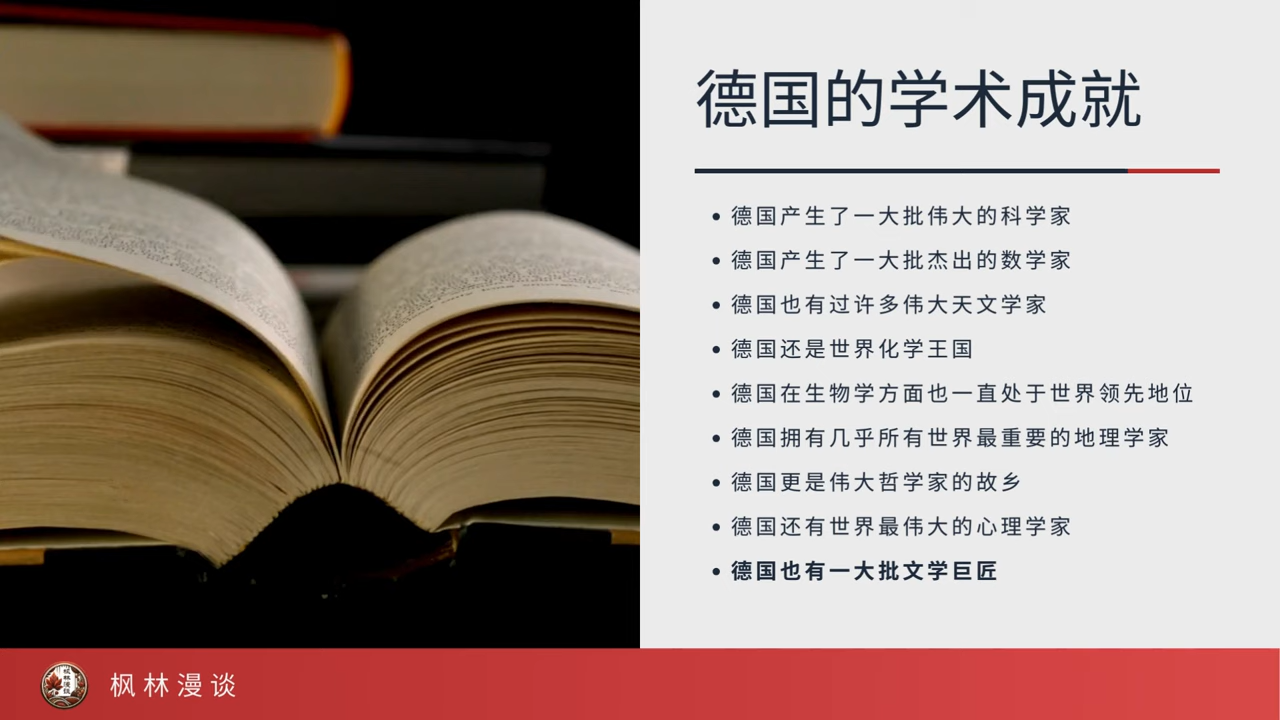 德国的学术成就
德国产生了一大批伟大的科学家
德国产生了一大批杰出的数学家
德国也有过许多伟大天文学家
德国还是世界化学王国
德国在生物学方面也一直处于世界领先地位
德国拥有几乎所有世界最重要的地理学家
德国更是伟大哲学家的故乡
德国还有世界最伟大的心理学家
德国也有一大批文学巨匠
枫林漫谈